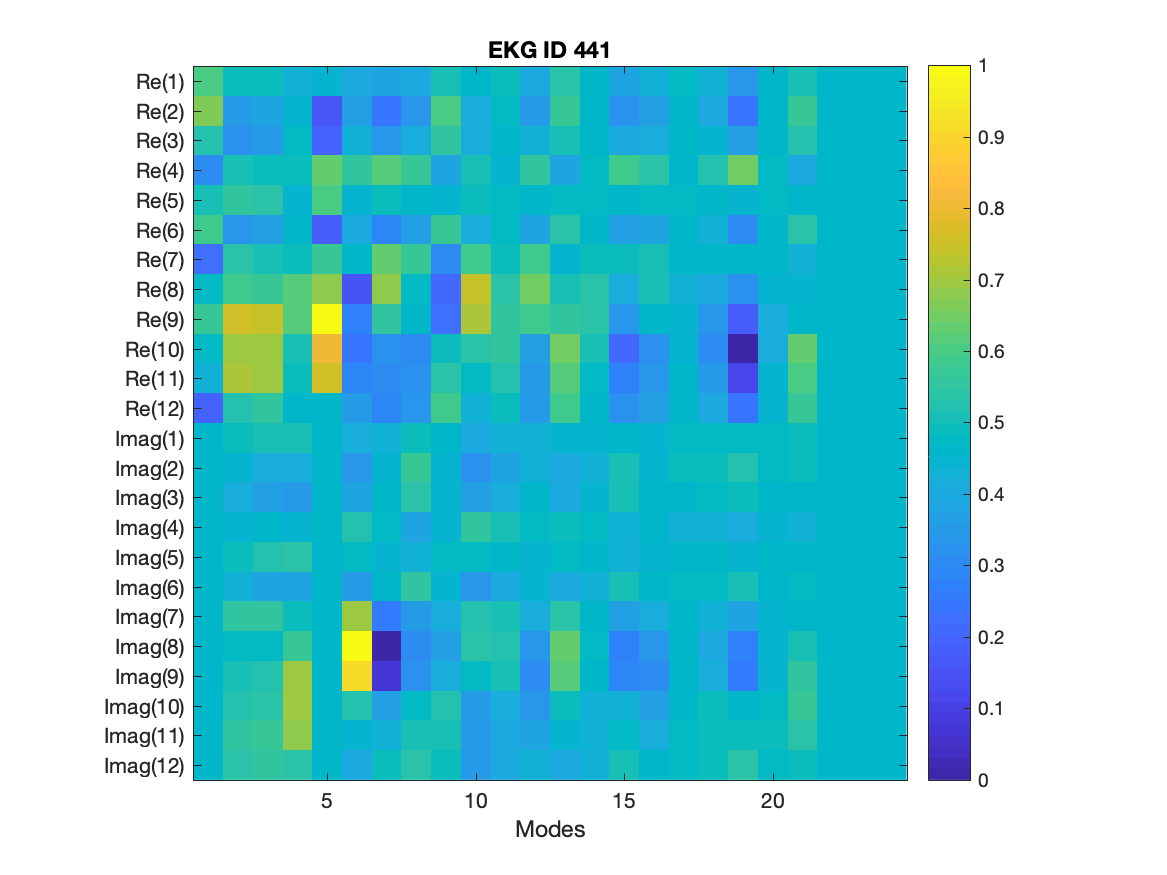 EKG ID 441
Re(1)
Re(2)
Re(3)
Re(4)
Re(5)
Re(6)
Re(7)
Re(8)
Re(9)
Re(10)
Re(11)
Re(12)
Imag(1)
Imag(2)
Imag(3)
Imag(4)
Imag(5)
Imag(6)
Imag(7)
Imag(8)
Imag(9)
Imag(10)
Imag(11)
Imag(12)
5 10 15 20
Modes
1
0.9
0.8
0.7
0.6
0.5
0.4
0.3
0.2
0.1
0